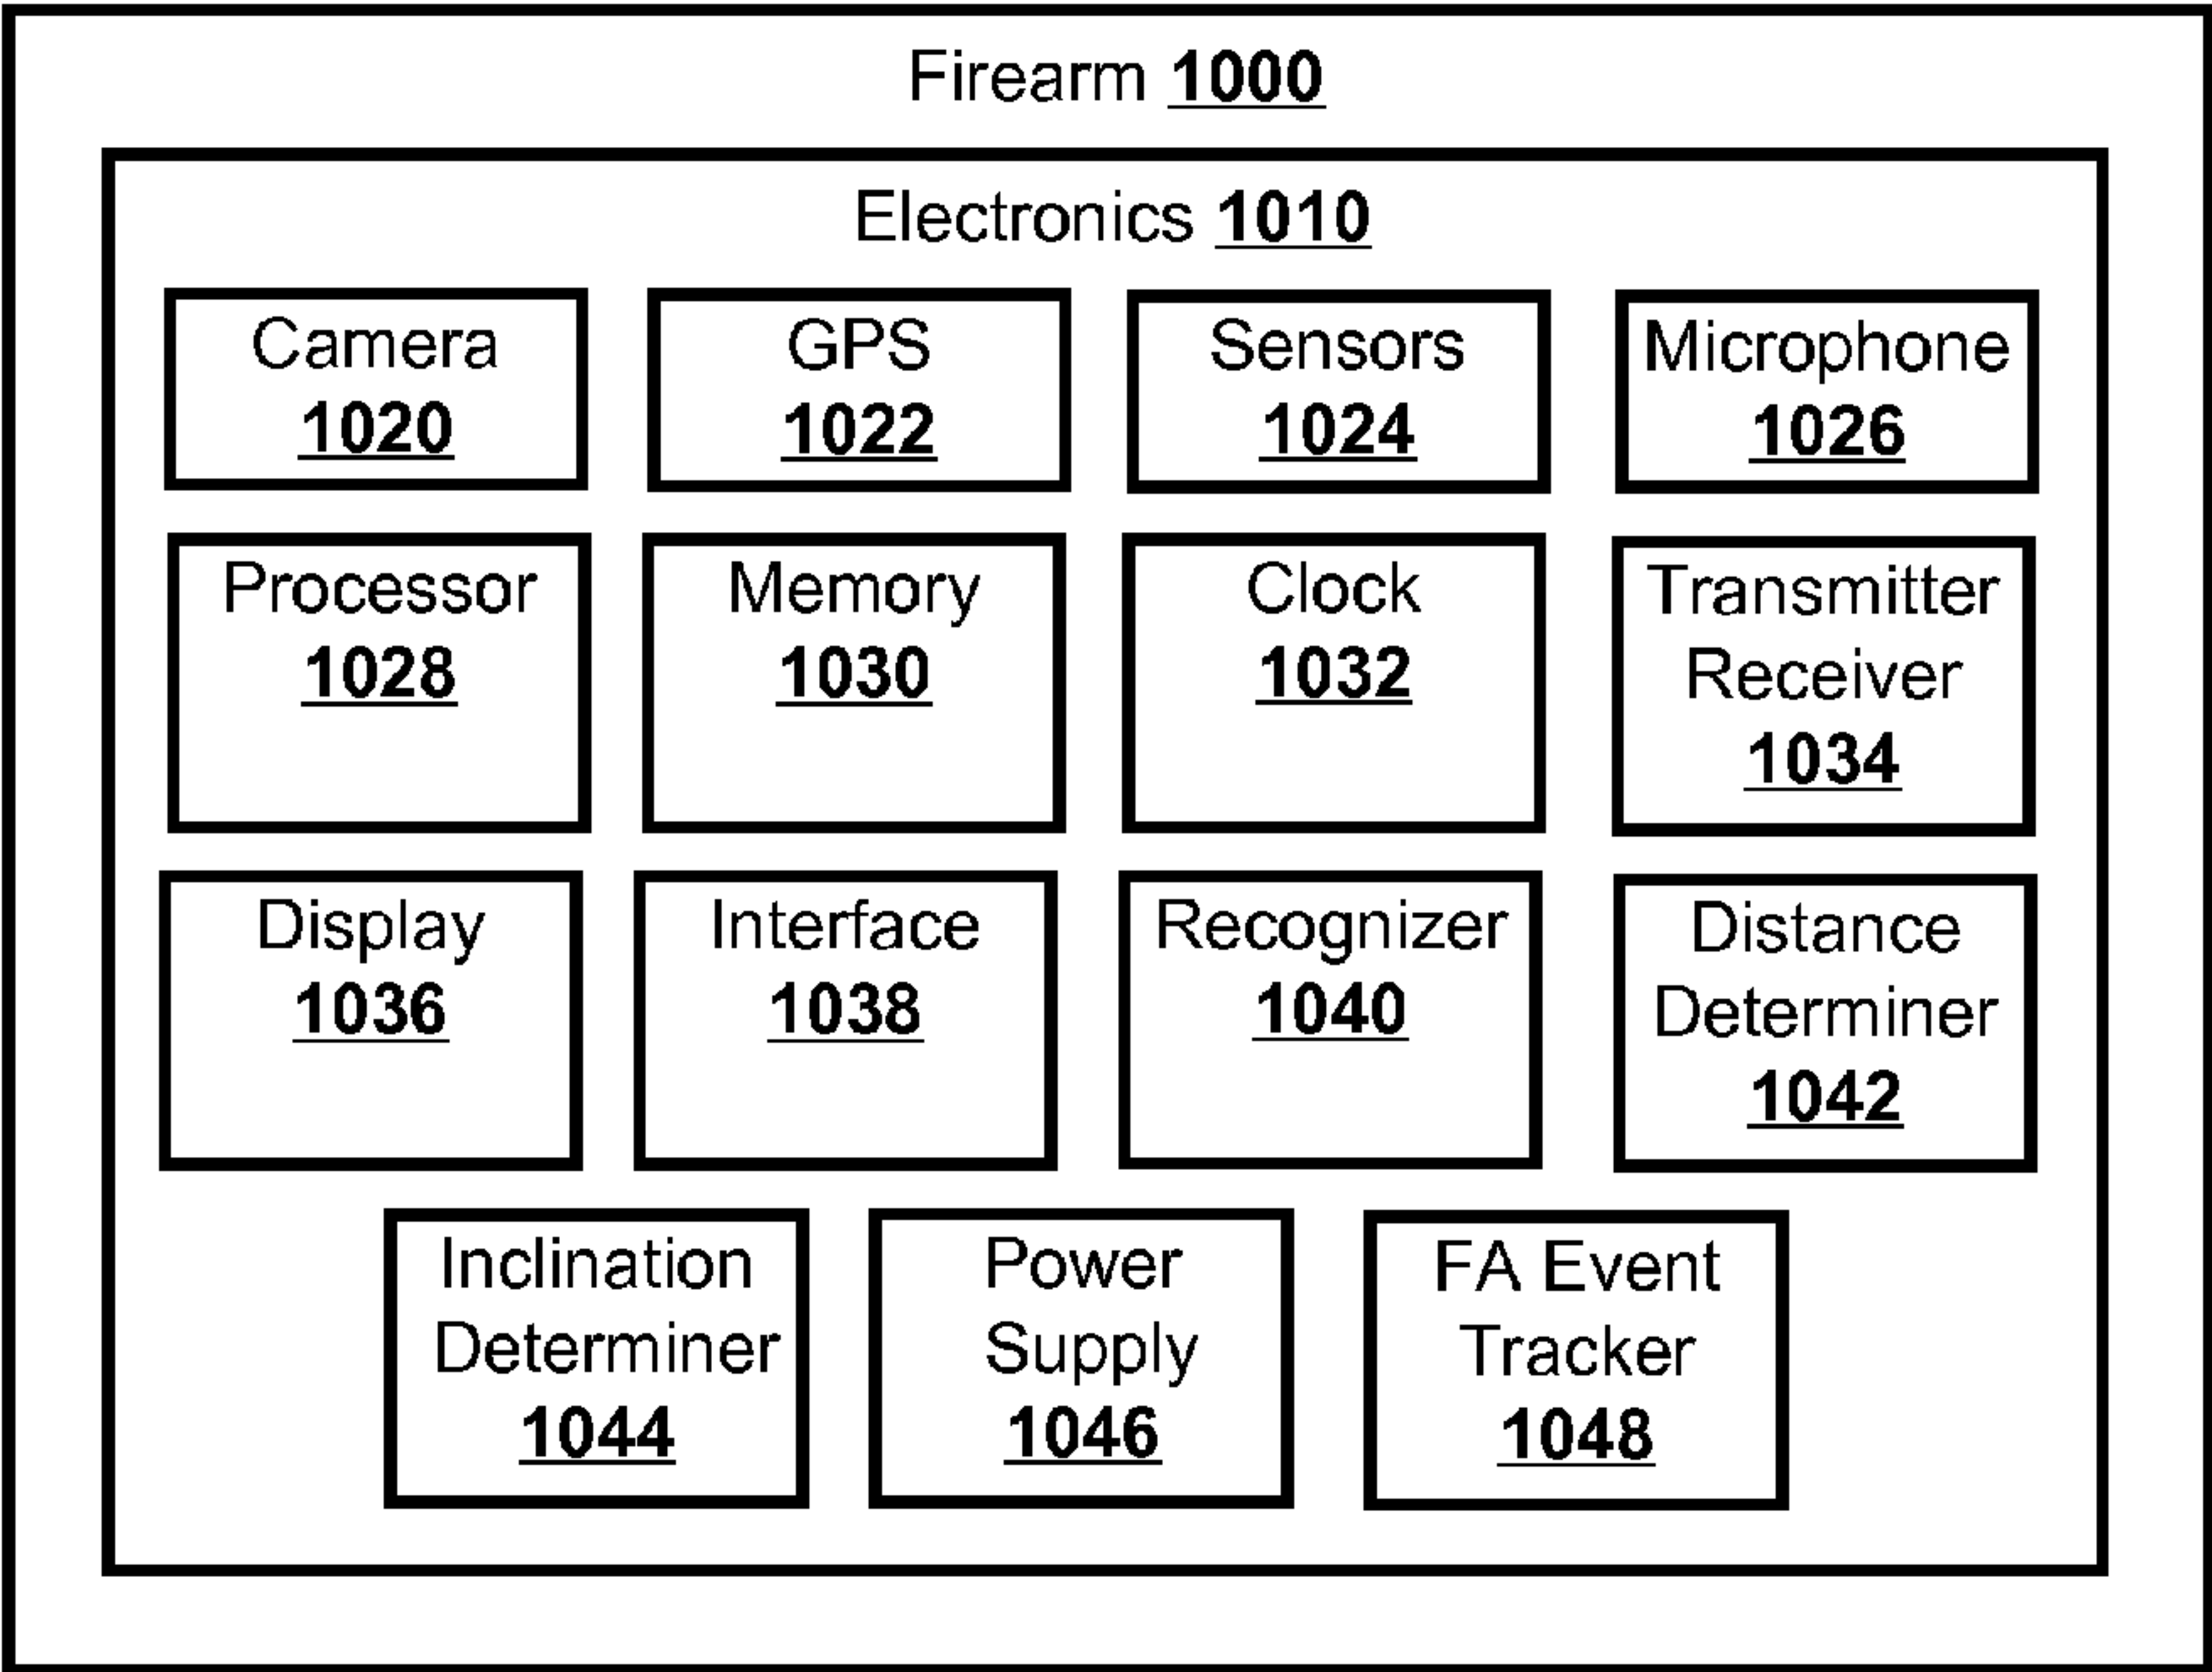 Firearm 1000
Electronics 1010
Camera
1020
GPS
1022
Sensors
1024
Microphone
1026
Processor
1028
Memory
1030
Clock
1032
Transmitter
Receiver
1034
Display
1036
Interface
1038
Recognizer
1040
Distance
Determiner
1042
Inclination
Determiner
1044
Power
Supply
1046
FA Event
Tracker
1048